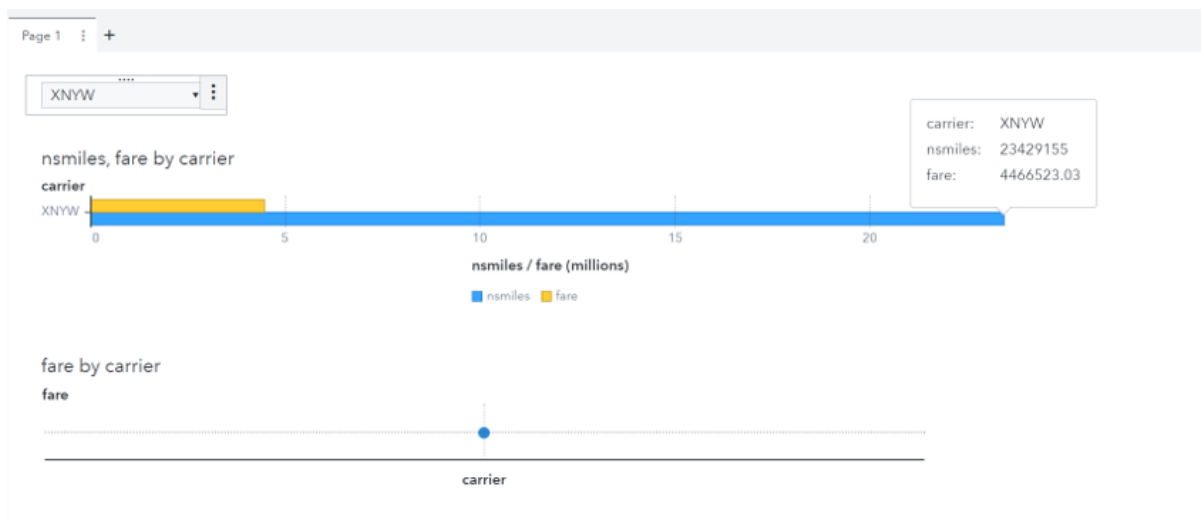 Page 1
XNYW
carrier: XNYW
nsmiles: 23429155
fare: 4466523.03
nsmiles, fare by carrier
carrier
XNYW
0 5 10 15 20
nsmiles / fare (millions)
nsmiles fare
fare by carrier
fare
carrier